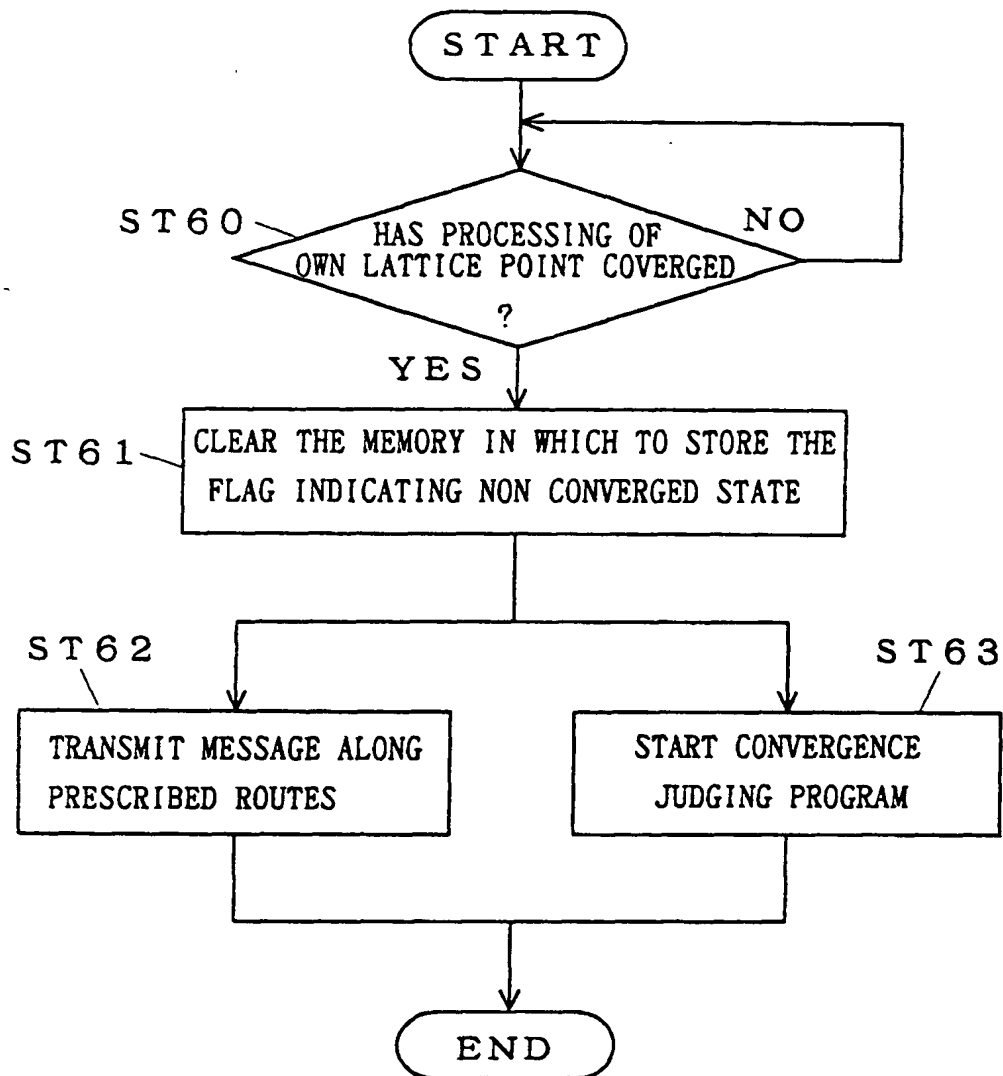 START
ST60
HAS PROCESSING OF
OWN LATTICE POINT COVERGED
?
NO
YES
ST61
CLEAR THE MEMORY IN WHICH TO STORE THE
FLAG INDICATING NON CONVERGED STATE
ST62
ST63
TRANSMIT MESSAGE ALONG
PRESCRIBED ROUTES
START CONVERGENCE
JUDGING PROGRAM
END